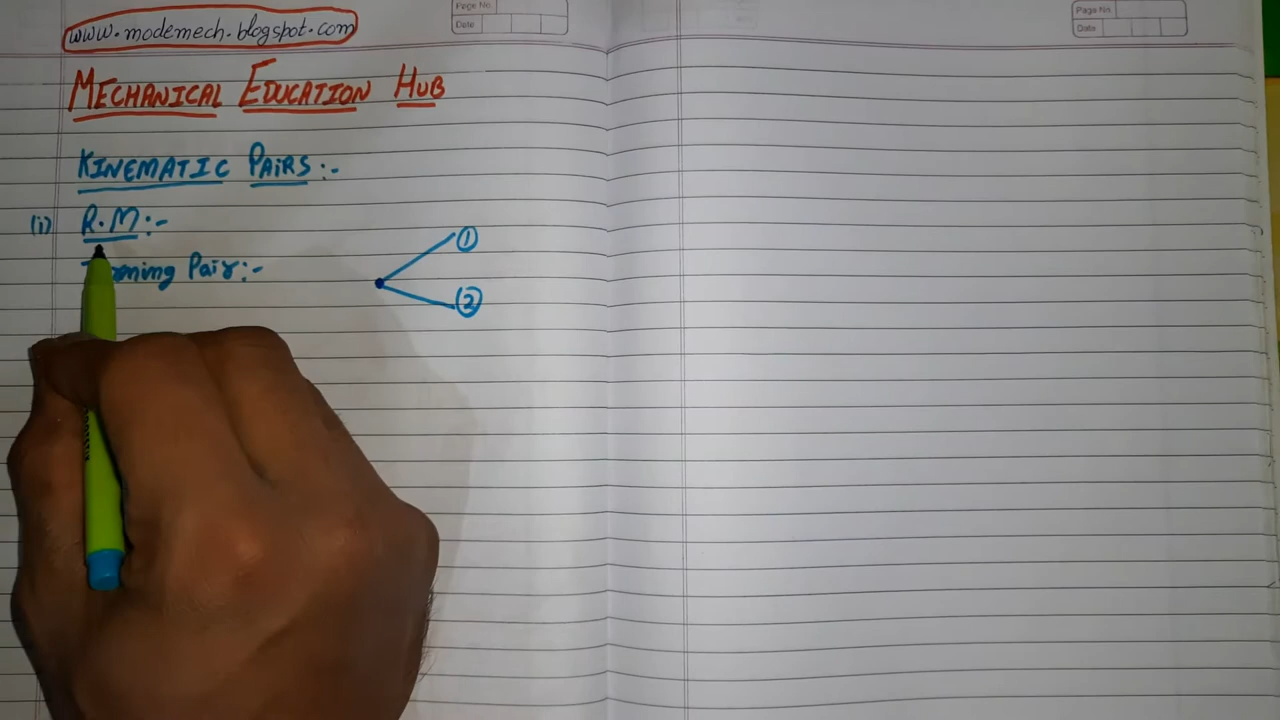 www.modemech.blogspot.com
Page No.
Date
Page No.
Date
MECHANICAL EDUCATION HUB
KINEMATIC PAIRS:-
(i) R.M:-
Pair:-
①
②